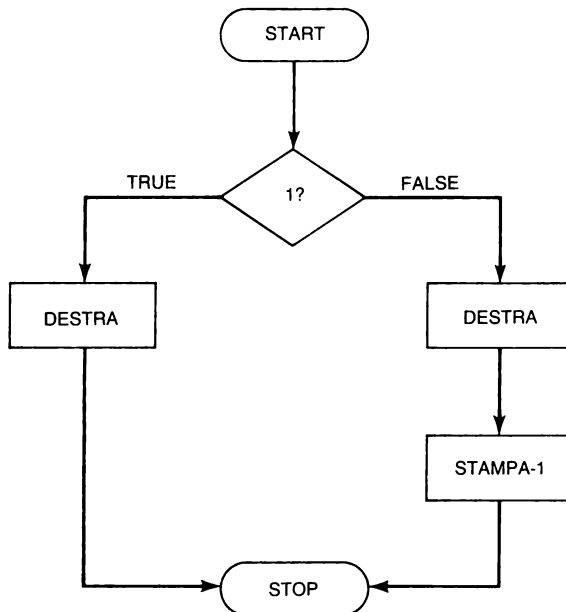 START
TRUE
1?
FALSE
DESTRA
DESTRA
STAMPA-1
STOP